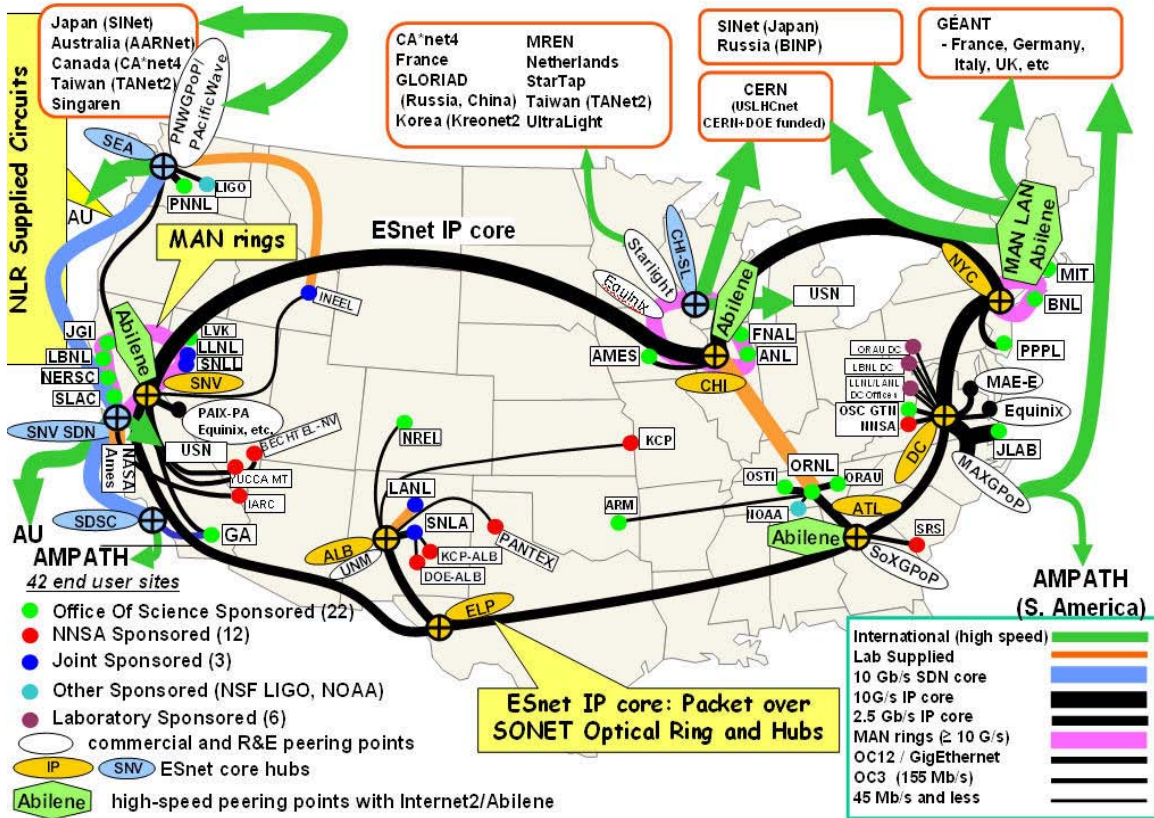 Japan (SINet)
Australia (AARNet)
Canada (CA*net4
Taiwan (TANet2)
Singaren
CA*net4
France
GLORIAD
(Russia, China)
Korea (Kreonet2
MREN
Netherlands
StarTap
Taiwan (TANet2)
UltraLight
SINet (Japan)
Russia (BINP)
CERN
(USLHCnet
CERN+DOE funded)
GÉANT
- France, Germany,
Italy, UK, etc
NLR Supplied Circuits
PNWGPoP/
PAcificWave
SEA
LIGO
PNNL
AU
MAN rings
ESnet IP core
INEEL
Starlight
CHI-SL
Equinix
Abilene
USN
MAN LAN
Abilene
NYC
MIT
BNL
PPPL
JGI
LBNL
NERSC
SLAC
Abilene
LVK
LLNL
SNLL
SNV
PAIX-PA
Equinix, etc.
SNV SDN
NASA
Ames
USN
BECHTEL-NV
YUCCA MT
IARC
SDSC
GA
AU
AMPATH
AMES
FNAL
ANL
CHI
NREL
KCP
LANL
SNLA
ALB
UNM
KCP-ALB
DOE-ALB
PANTEX
ELP
ARM
OSTI
ORNL
ORAU
NOAA
ATL
Abilene
SoXGPoP
SRS
ORAU DC
LBNL DC
LLNL/LANL
DC Offices
OSC GTN
NNSA
DC
MAE-E
Equinix
JLAB
MAXGPoP
AMPATH
(S. America)
42 end user sites
Office Of Science Sponsored (22)
NNSA Sponsored (12)
Joint Sponsored (3)
Other Sponsored (NSF LIGO, NOAA)
Laboratory Sponsored (6)
commercial and R&E peering points
IP
SNV
ESnet core hubs
Abilene
high-speed peering points with Internet2/Abilene
ESnet IP core: Packet over
SONET Optical Ring and Hubs
International (high speed)
Lab Supplied
10 Gb/s SDN core
10G/s IP core
2.5 Gb/s IP core
MAN rings (≥ 10 G/s)
OC12 / GigEthernet
OC3 (155 Mb/s)
45 Mb/s and less